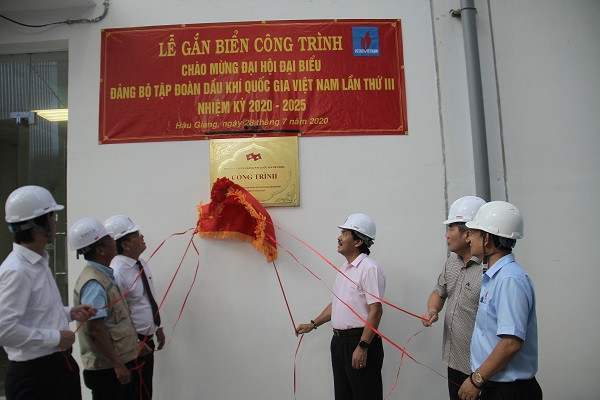 LỄ GẮN BIỂN CÔNG TRÌNH
PETROVIETNAM
CHÀO MỪNG ĐẠI HỘI ĐẠI BIỂU
ĐẢNG BỘ TẬP ĐOÀN DẦU KHÍ QUỐC GIA VIỆT NAM LẦN THỨ III
NHIỆM KỲ 2020 - 2025
Hậu Giang, ngày 28 tháng 7 năm 2020
CÔNG TRÌNH